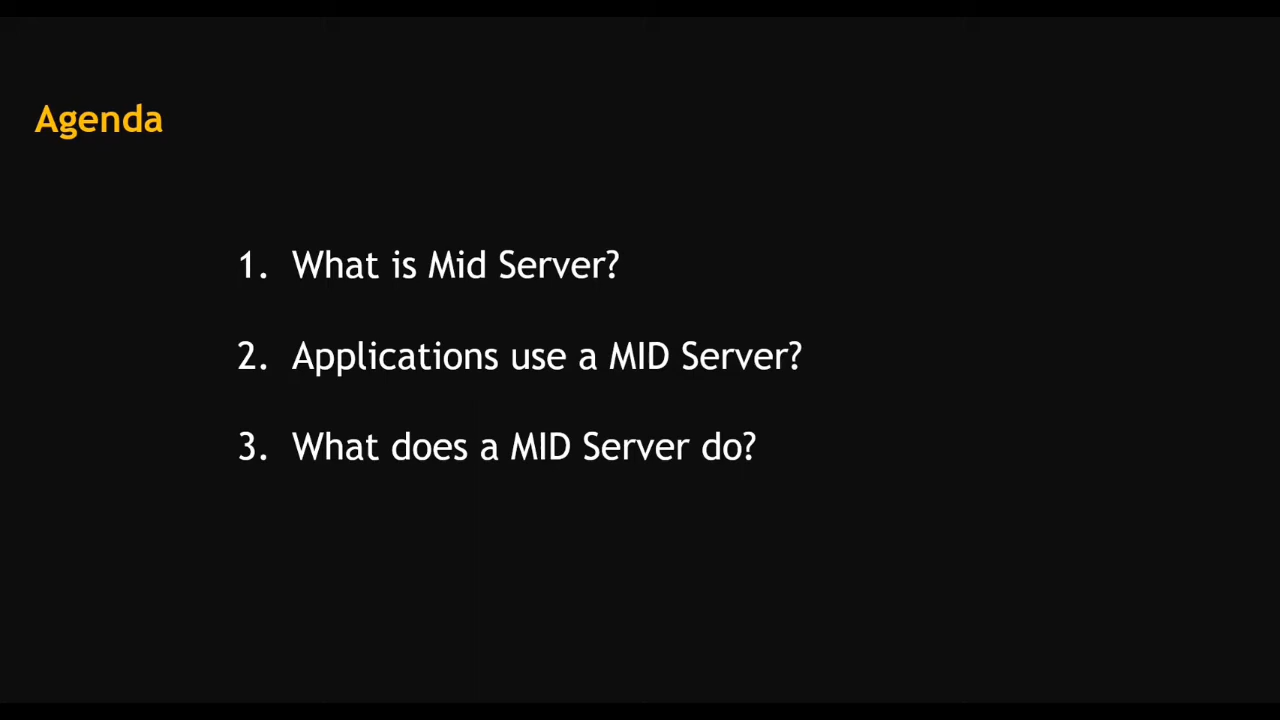 Agenda
1. What is Mid Server?
2. Applications use a MID Server?
3. What does a MID Server do?